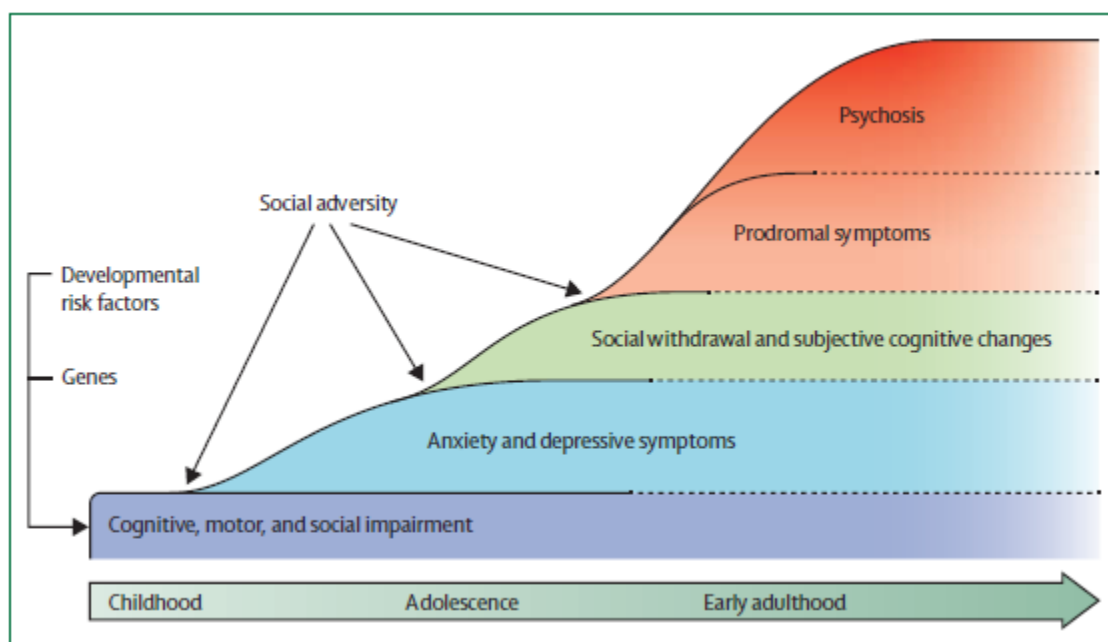 Psychosis
Prodromal symptoms
Social adversity
Developmental
risk factors
Social withdrawal and subjective cognitive changes
Genes
Anxiety and depressive symptoms
Cognitive, motor, and social impairment
Childhood
Adolescence
Early adulthood